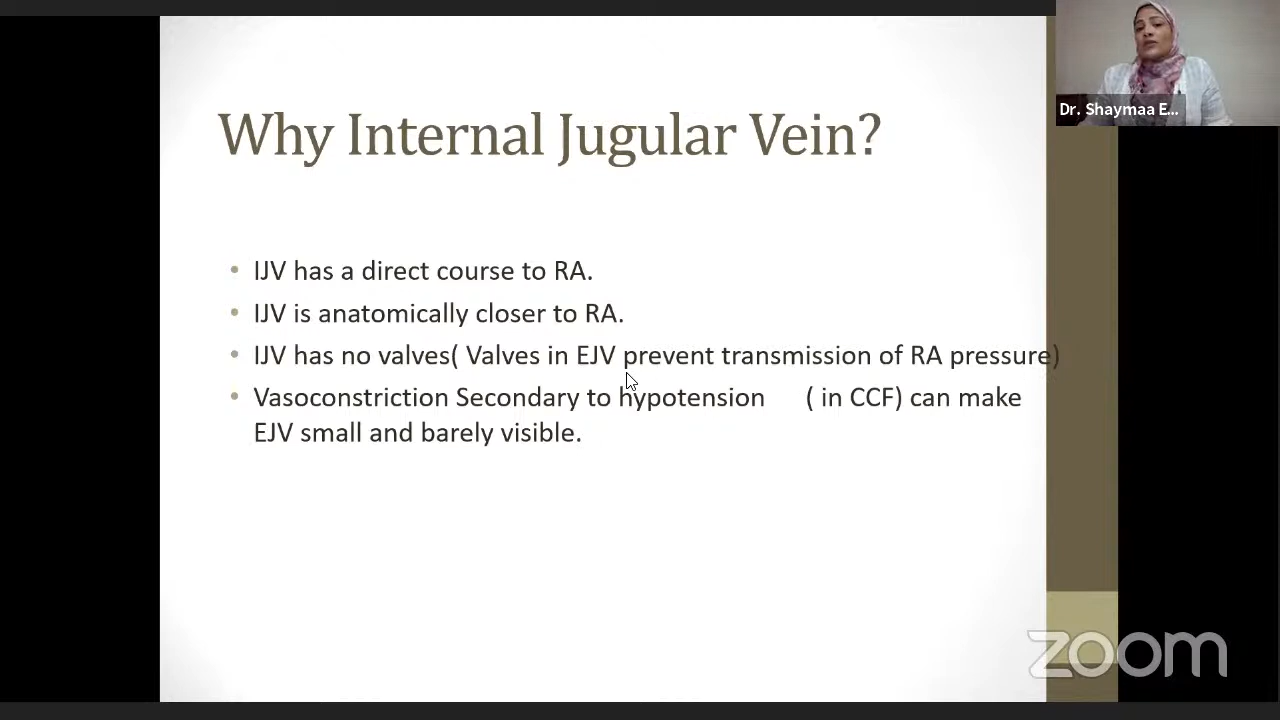 Why Internal Jugular Vein?
• IJV has a direct course to RA.
• IJV is anatomically closer to RA.
• IJV has no valves( Valves in EJV prevent transmission of RA pressure)
• Vasoconstriction Secondary to hypotension ( in CCF) can make
EJV small and barely visible.
Dr. Shaymaa E...
zoom